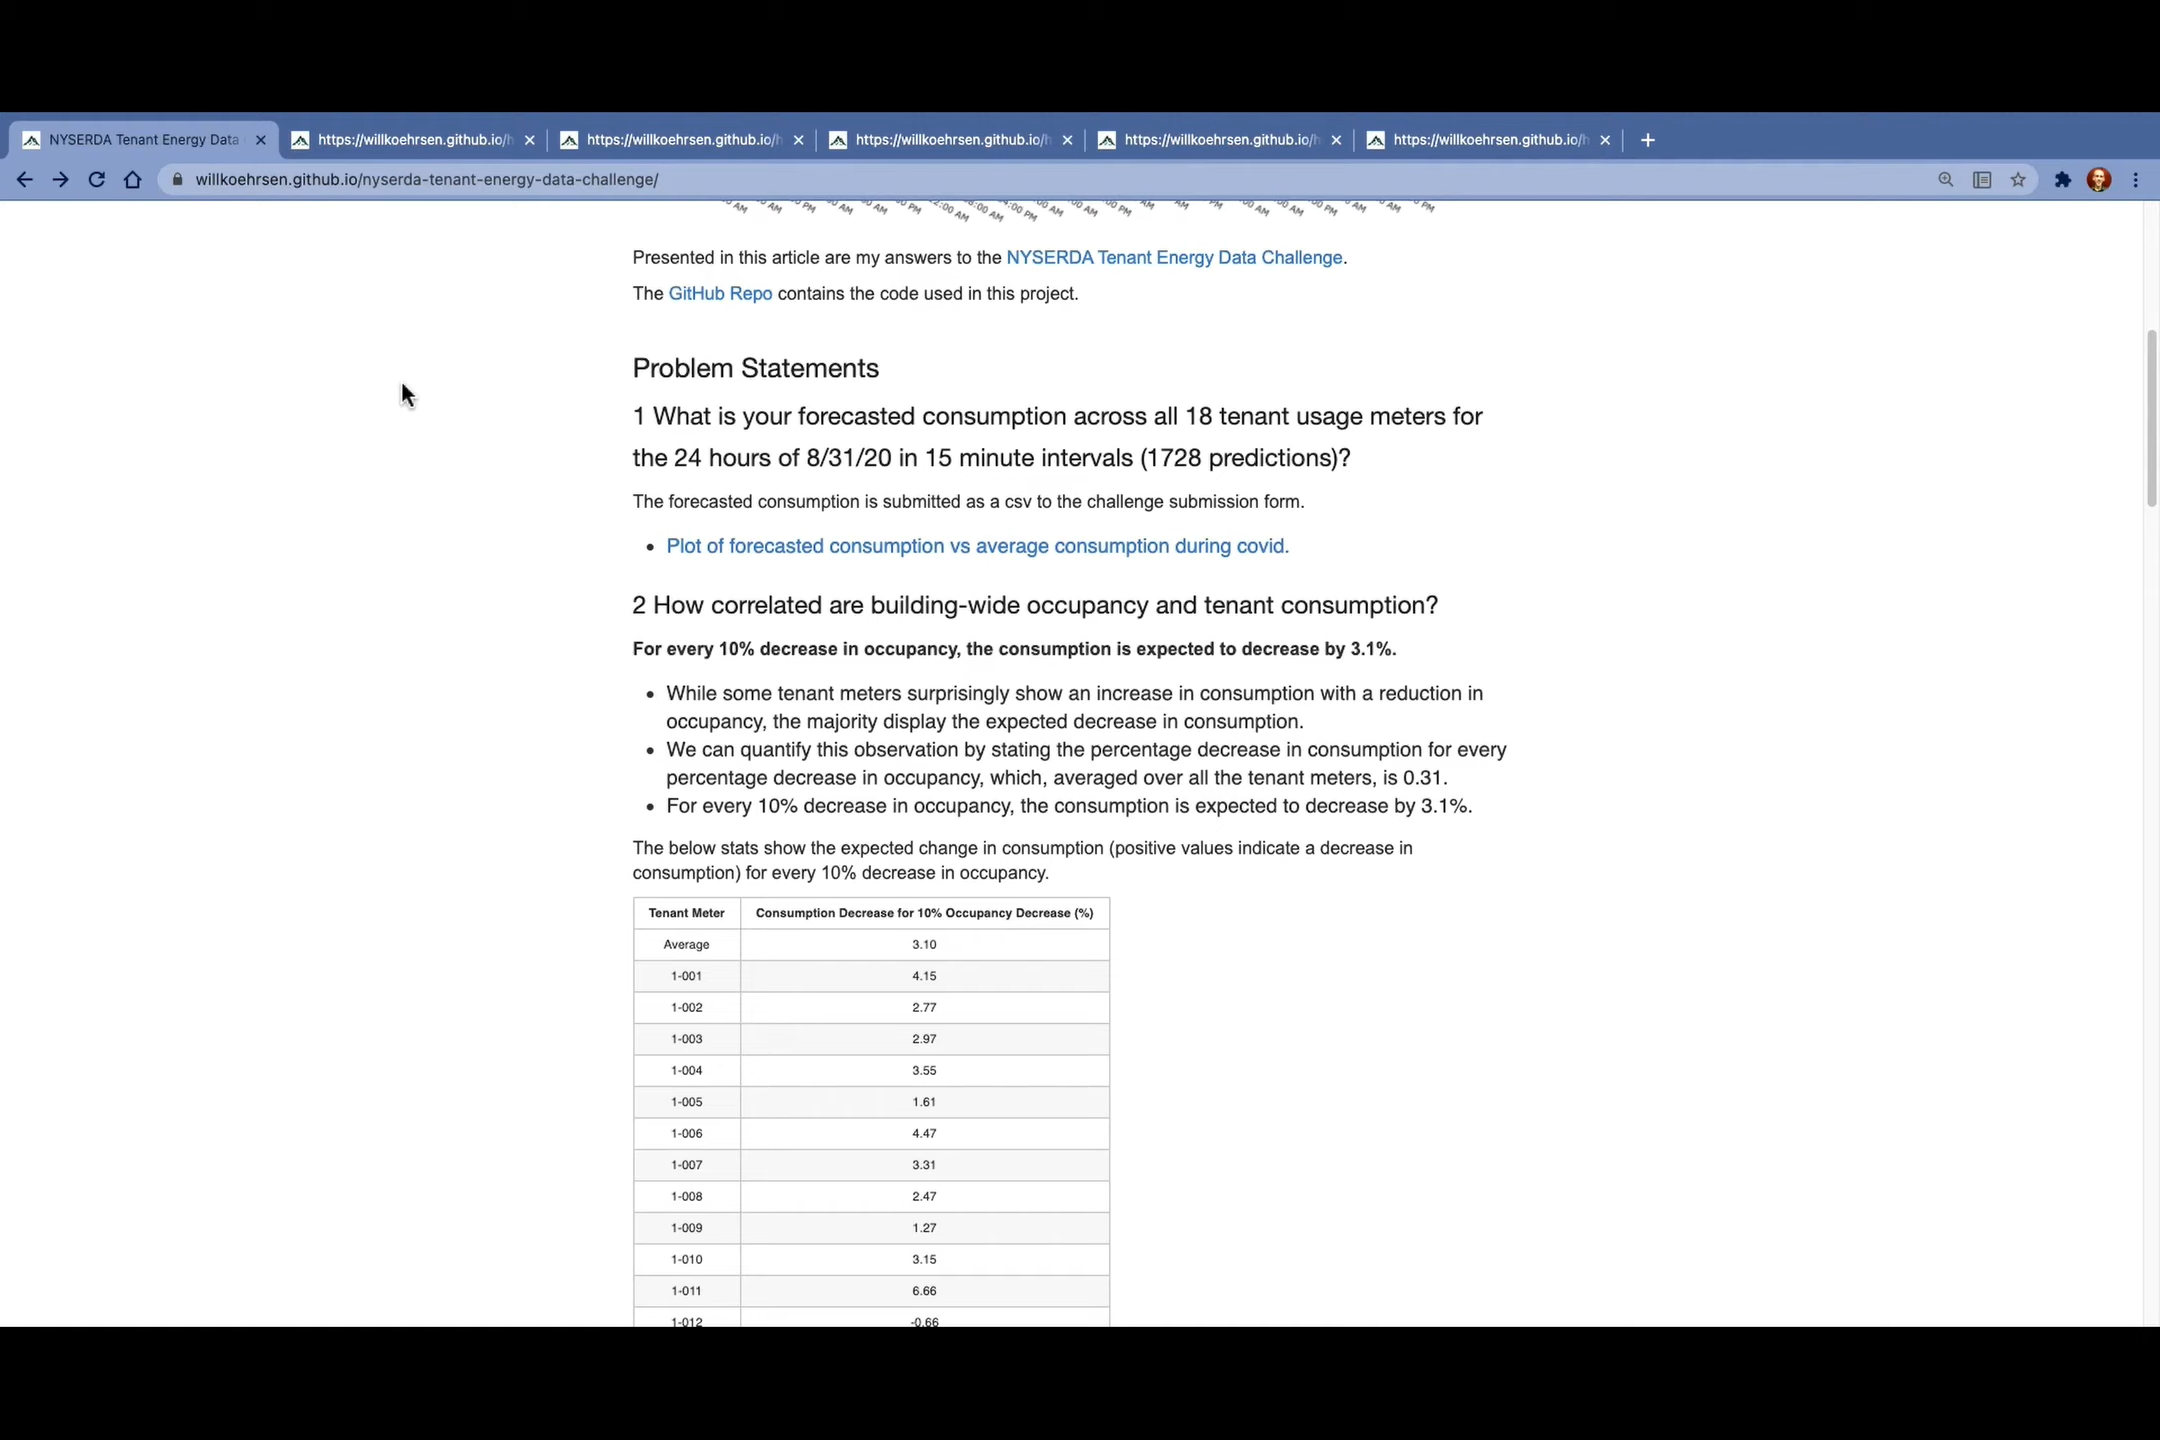 NYSERDA Tenant Energy Data
https://willkoehrsen.github.io/h
https://willkoehrsen.github.io/h
https://willkoehrsen.github.io/h
https://willkoehrsen.github.io/h
https://willkoehrsen.github.io/h
willkoehrsen.github.io/nyserda-tenant-energy-data-challenge/
Presented in this article are my answers to the NYSERDA Tenant Energy Data Challenge.
The GitHub Repo contains the code used in this project.
Problem Statements
1 What is your forecasted consumption across all 18 tenant usage meters for
the 24 hours of 8/31/20 in 15 minute intervals (1728 predictions)?
The forecasted consumption is submitted as a csv to the challenge submission form.
• Plot of forecasted consumption vs average consumption during covid.
2 How correlated are building-wide occupancy and tenant consumption?
For every 10% decrease in occupancy, the consumption is expected to decrease by 3.1%.
• While some tenant meters surprisingly show an increase in consumption with a reduction in
occupancy, the majority display the expected decrease in consumption.
• We can quantify this observation by stating the percentage decrease in consumption for every
percentage decrease in occupancy, which, averaged over all the tenant meters, is 0.31.
• For every 10% decrease in occupancy, the consumption is expected to decrease by 3.1%.
The below stats show the expected change in consumption (positive values indicate a decrease in
consumption) for every 10% decrease in occupancy.
Tenant Meter Consumption Decrease for 10% Occupancy Decrease (%)
Average 3.10
1-001 4.15
1-002 2.77
1-003 2.97
1-004 3.55
1-005 1.61
1-006 4.47
1-007 3.31
1-008 2.47
1-009 1.27
1-010 3.15
1-011 6.66
1-012 -0.66